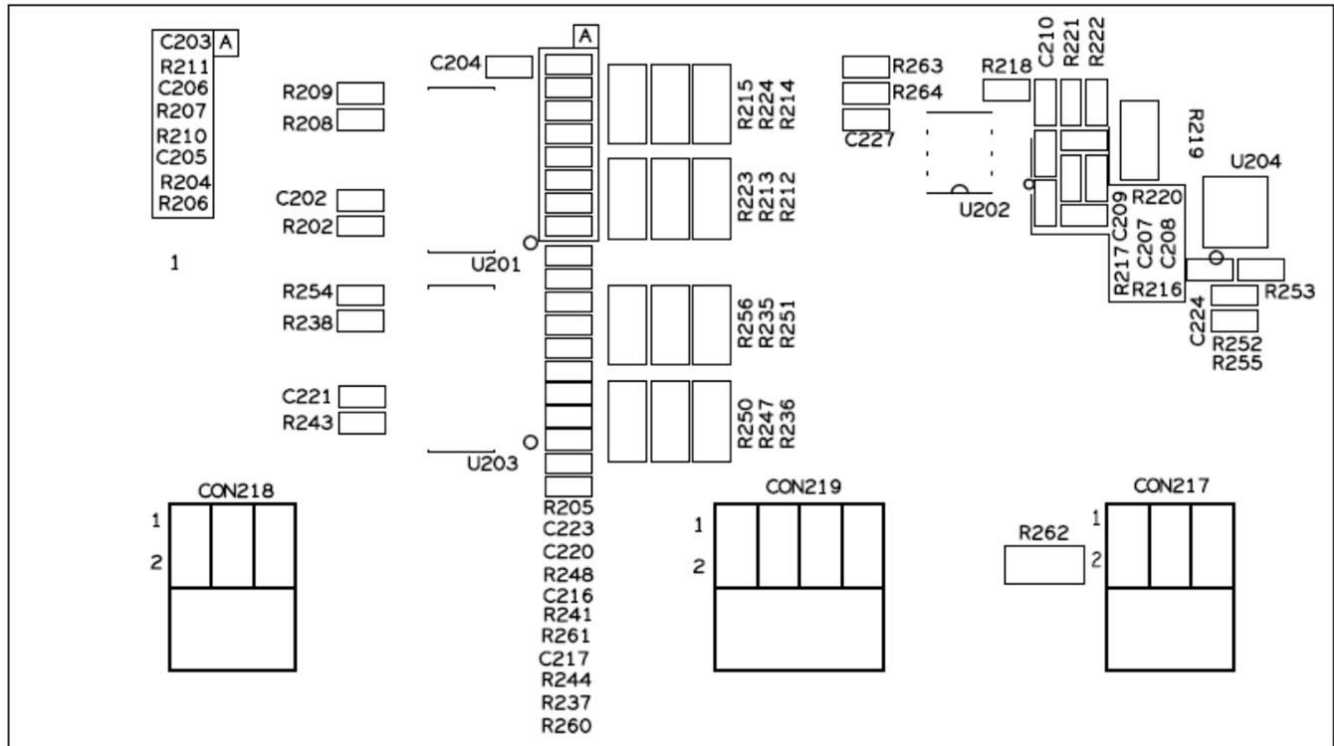 C203 A
R211
C206
R207
R210
C205
R204
R206
1
R209
R208
C202
R202
R254
R238
C221
R243
C204
A
U201
U203
R215
R224
R214
R223
R213
R212
R256
R235
R251
R250
R247
R236
R263
R264
C227
R218
C210
R221
R222
U202
R219
U204
C209
R220
C207
C208
R217
R216
C224
R253
R252
R255
CON218
1
2
R205
C223
C220
R248
C216
R241
R261
C217
R244
R237
R260
CON219
1
2
R262
CON217
1
2